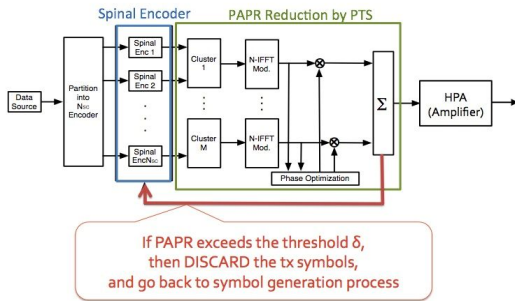 Spinal Encoder
PAPR Reduction by PTS
Data
Source
Partition
into
Nsc
Encoder
Spinal
Enc 1
Spinal
Enc 2
Spinal
EncNsc
Cluster
1
Cluster
M
N-IFFT
Mod.
N-IFFT
Mod.
Phase Optimization
Σ
HPA
(Amplifier)
If PAPR exceeds the threshold δ,
then DISCARD the tx symbols,
and go back to symbol generation process